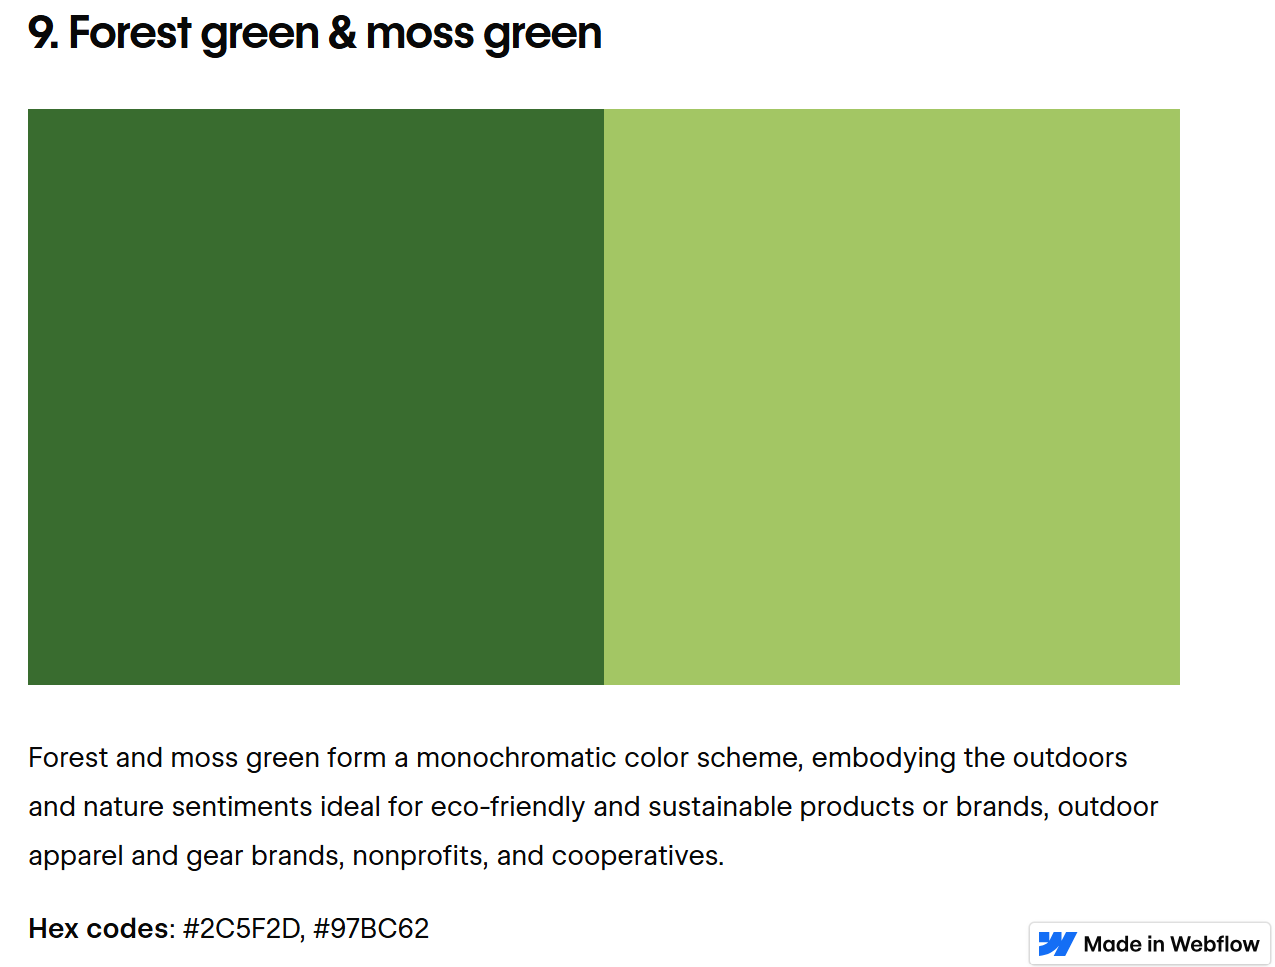 9. Forest green & moss green
Forest and moss green form a monochromatic color scheme, embodying the outdoors
and nature sentiments ideal for eco-friendly and sustainable products or brands, outdoor
apparel and gear brands, nonprofits, and cooperatives.
Hex codes: #2C5F2D, #97BC62
Made in Webflow